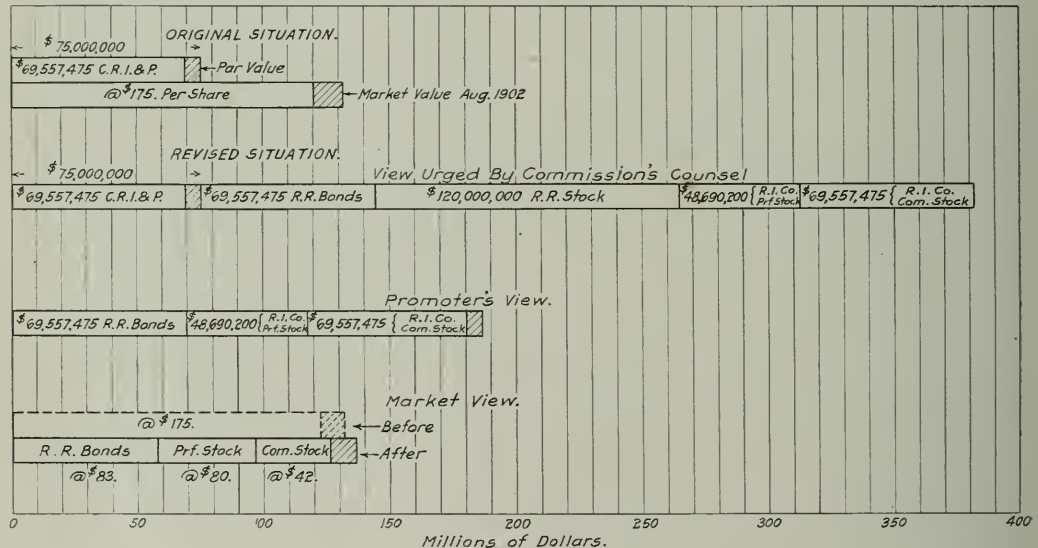 ORIGINAL SITUATION.
$75,000,000
$69,557,475 C.R.I.&P.
Par Value
@ $175. Per Share
Market Value Aug. 1902
REVISED SITUATION.
$75,000,000
View Urged By Commission's Counsel
$69,557,475 C.R.I.&P. $69,557,475 R.R. Bonds $120,000,000 R.R. Stock $48,690,200 { R.I. Co. Prf Stock $69,557,475 { R.I. Co. Com. Stock
Promoter's View.
$69,557,475 R.R. Bonds $48,690,200 { R.I. Co. Prf. Stock $69,557,475 { R.I. Co. Com. Stock
Market View.
@ $175.
Before
R.R. Bonds Prf. Stock Com. Stock
After
@ $83. @ $80. @ $42.
0 50 100 150 200 250 300 350 400
Millions of Dollars.